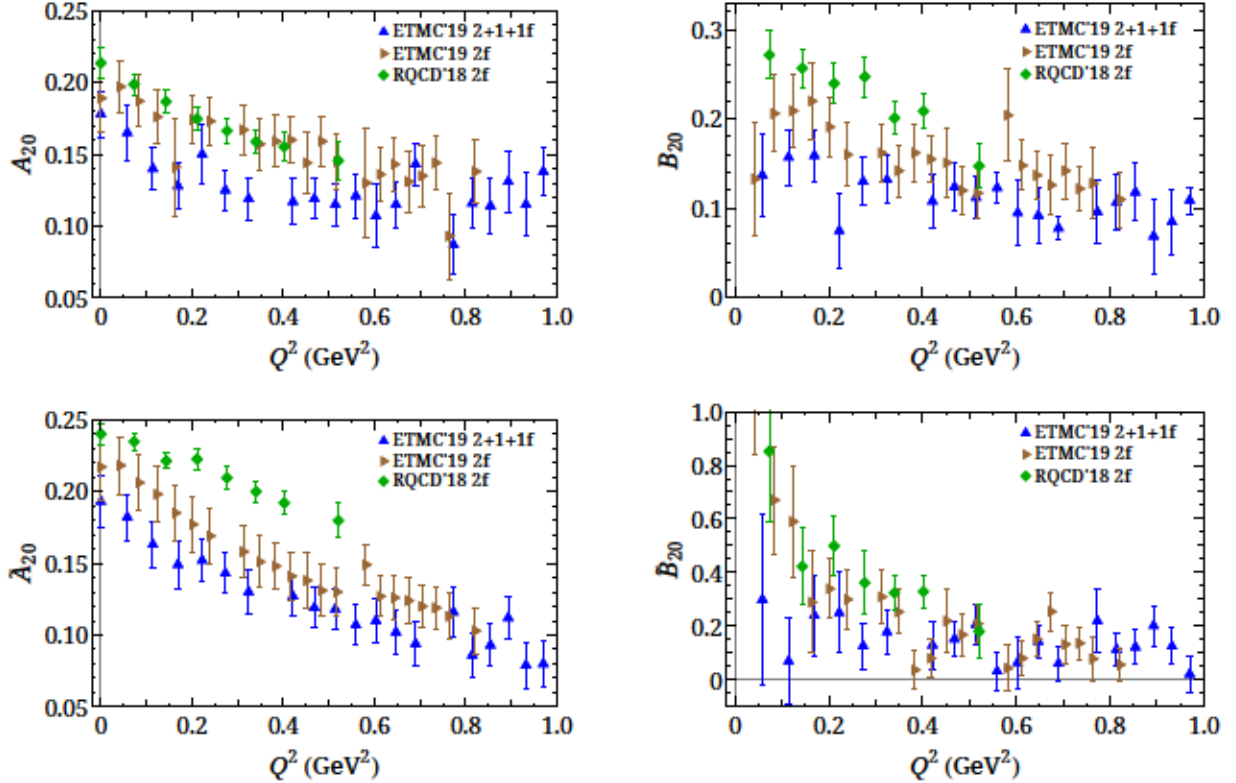 ETMC'19 2+1+1f
ETMC'19 2f
RQCD'18 2f
A20
0.25
0.20
0.15
0.10
0.05
0 0.2 0.4 0.6 0.8 1.0
Q² (GeV²)
ETMC'19 2+1+1f
ETMC'19 2f
RQCD'18 2f
B20
0.3
0.2
0.1
0
0 0.2 0.4 0.6 0.8 1.0
Q² (GeV²)
ETMC'19 2+1+1f
ETMC'19 2f
RQCD'18 2f
Ã20
0.25
0.20
0.15
0.10
0.05
0 0.2 0.4 0.6 0.8 1.0
Q² (GeV²)
ETMC'19 2+1+1f
ETMC'19 2f
RQCD'18 2f
B̃20
1.0
0.8
0.6
0.4
0.2
0
0 0.2 0.4 0.6 0.8 1.0
Q² (GeV²)